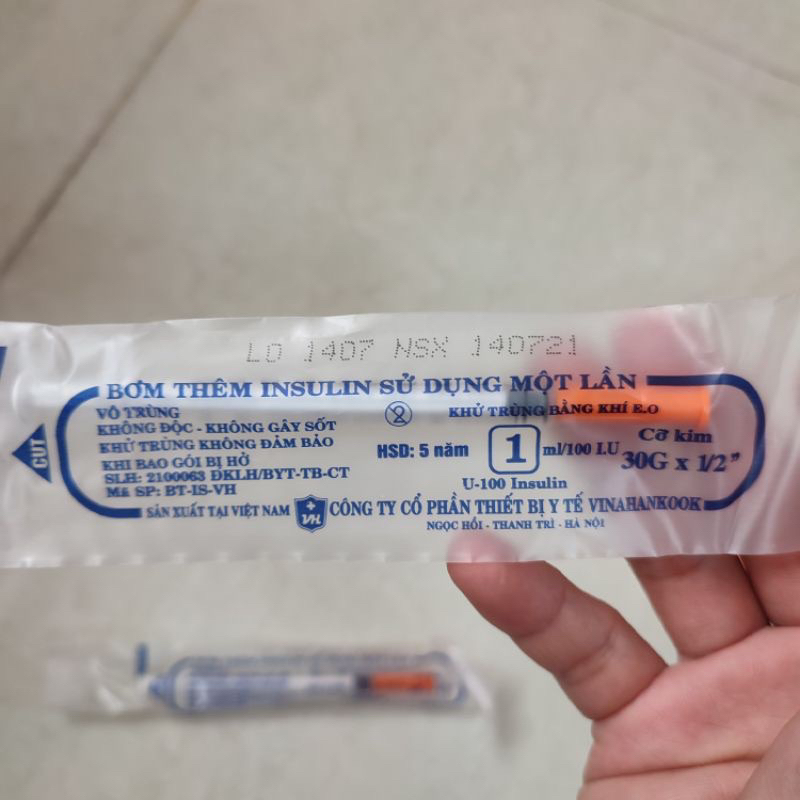 LO 1407 NSX 140721
BƠM THÊM INSULIN SỬ DỤNG MỘT LẦN
VÔ TRÙNG
KHÔNG ĐỘC - KHÔNG GÂY SỐT
KHỬ TRÙNG KHÔNG ĐẢM BẢO
KHI BAO GÓI BỊ HỞ
SLH: 2100063 ĐKLH/BYT-TB-CT
Mã SP: BT-IS-VH
2
KHỬ TRÙNG BẰNG KHÍ E.O
HSD: 5 năm
1 ml/100 I.U
U-100 Insulin
Cỡ kim
30G x 1/2"
CUT
SẢN XUẤT TẠI VIỆT NAM VH CÔNG TY CỔ PHẦN THIẾT BỊ Y TẾ VINAHANKOOK
NGỌC HỒI - THANH TRÌ - HÀ NỘI